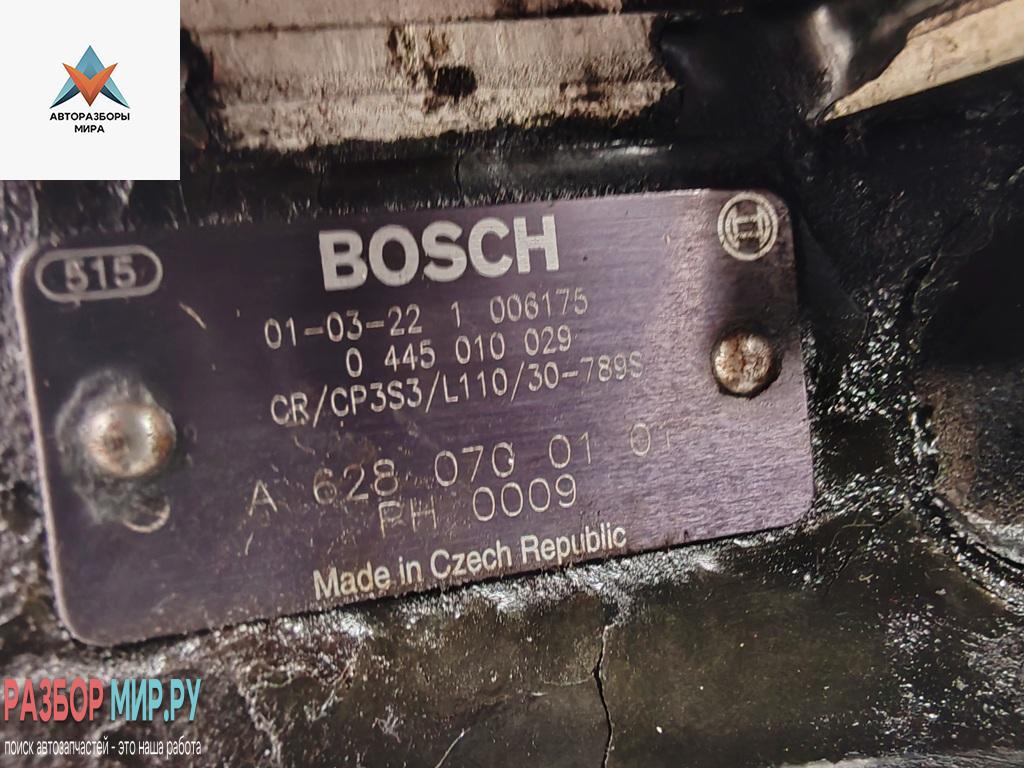 АВТОРАЗБОРЫ
МИРА
515
BOSCH
01-03-22 1 006175
0 445 010 029
CR/CP3S3/L110/30-789S
A 628 070 01 01
PH 0009
Made in Czech Republic
РАЗБОР МИР.РУ
поиск автозапчастей - это наша работа